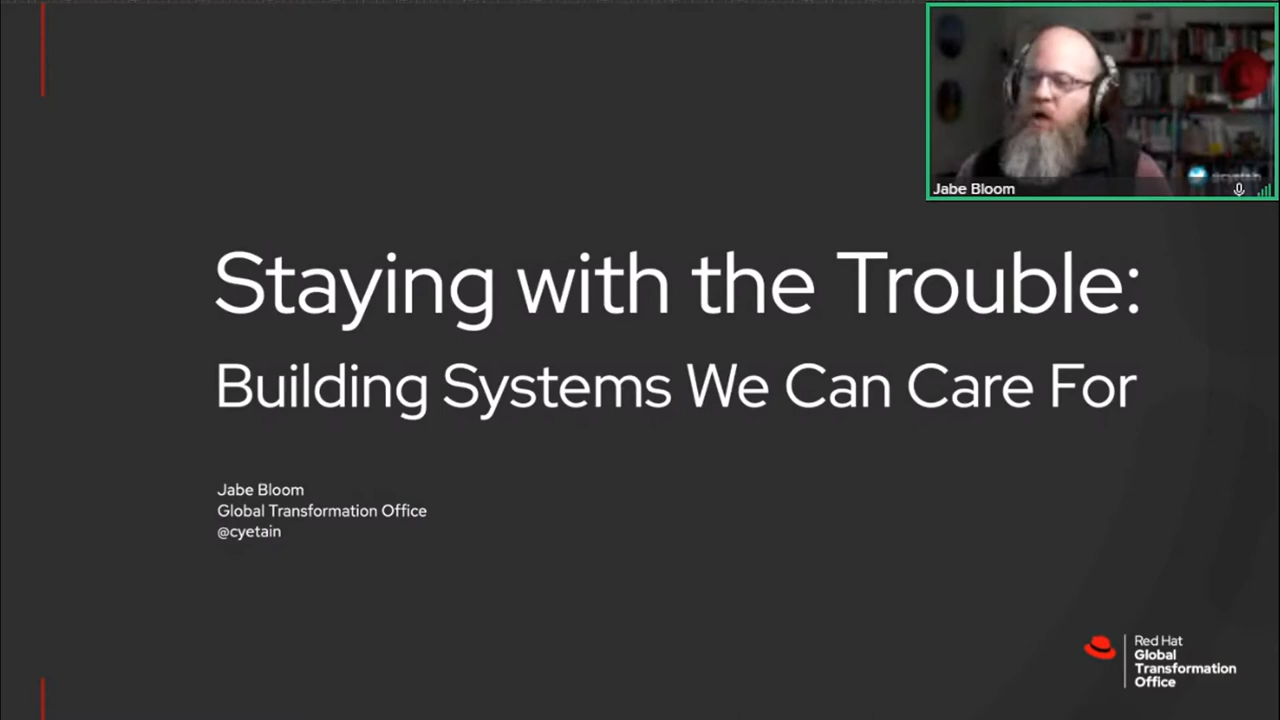 Jabe Bloom
Staying with the Trouble:
Building Systems We Can Care For
Jabe Bloom
Global Transformation Office
@cyetain
Red Hat
Global
Transformation
Office